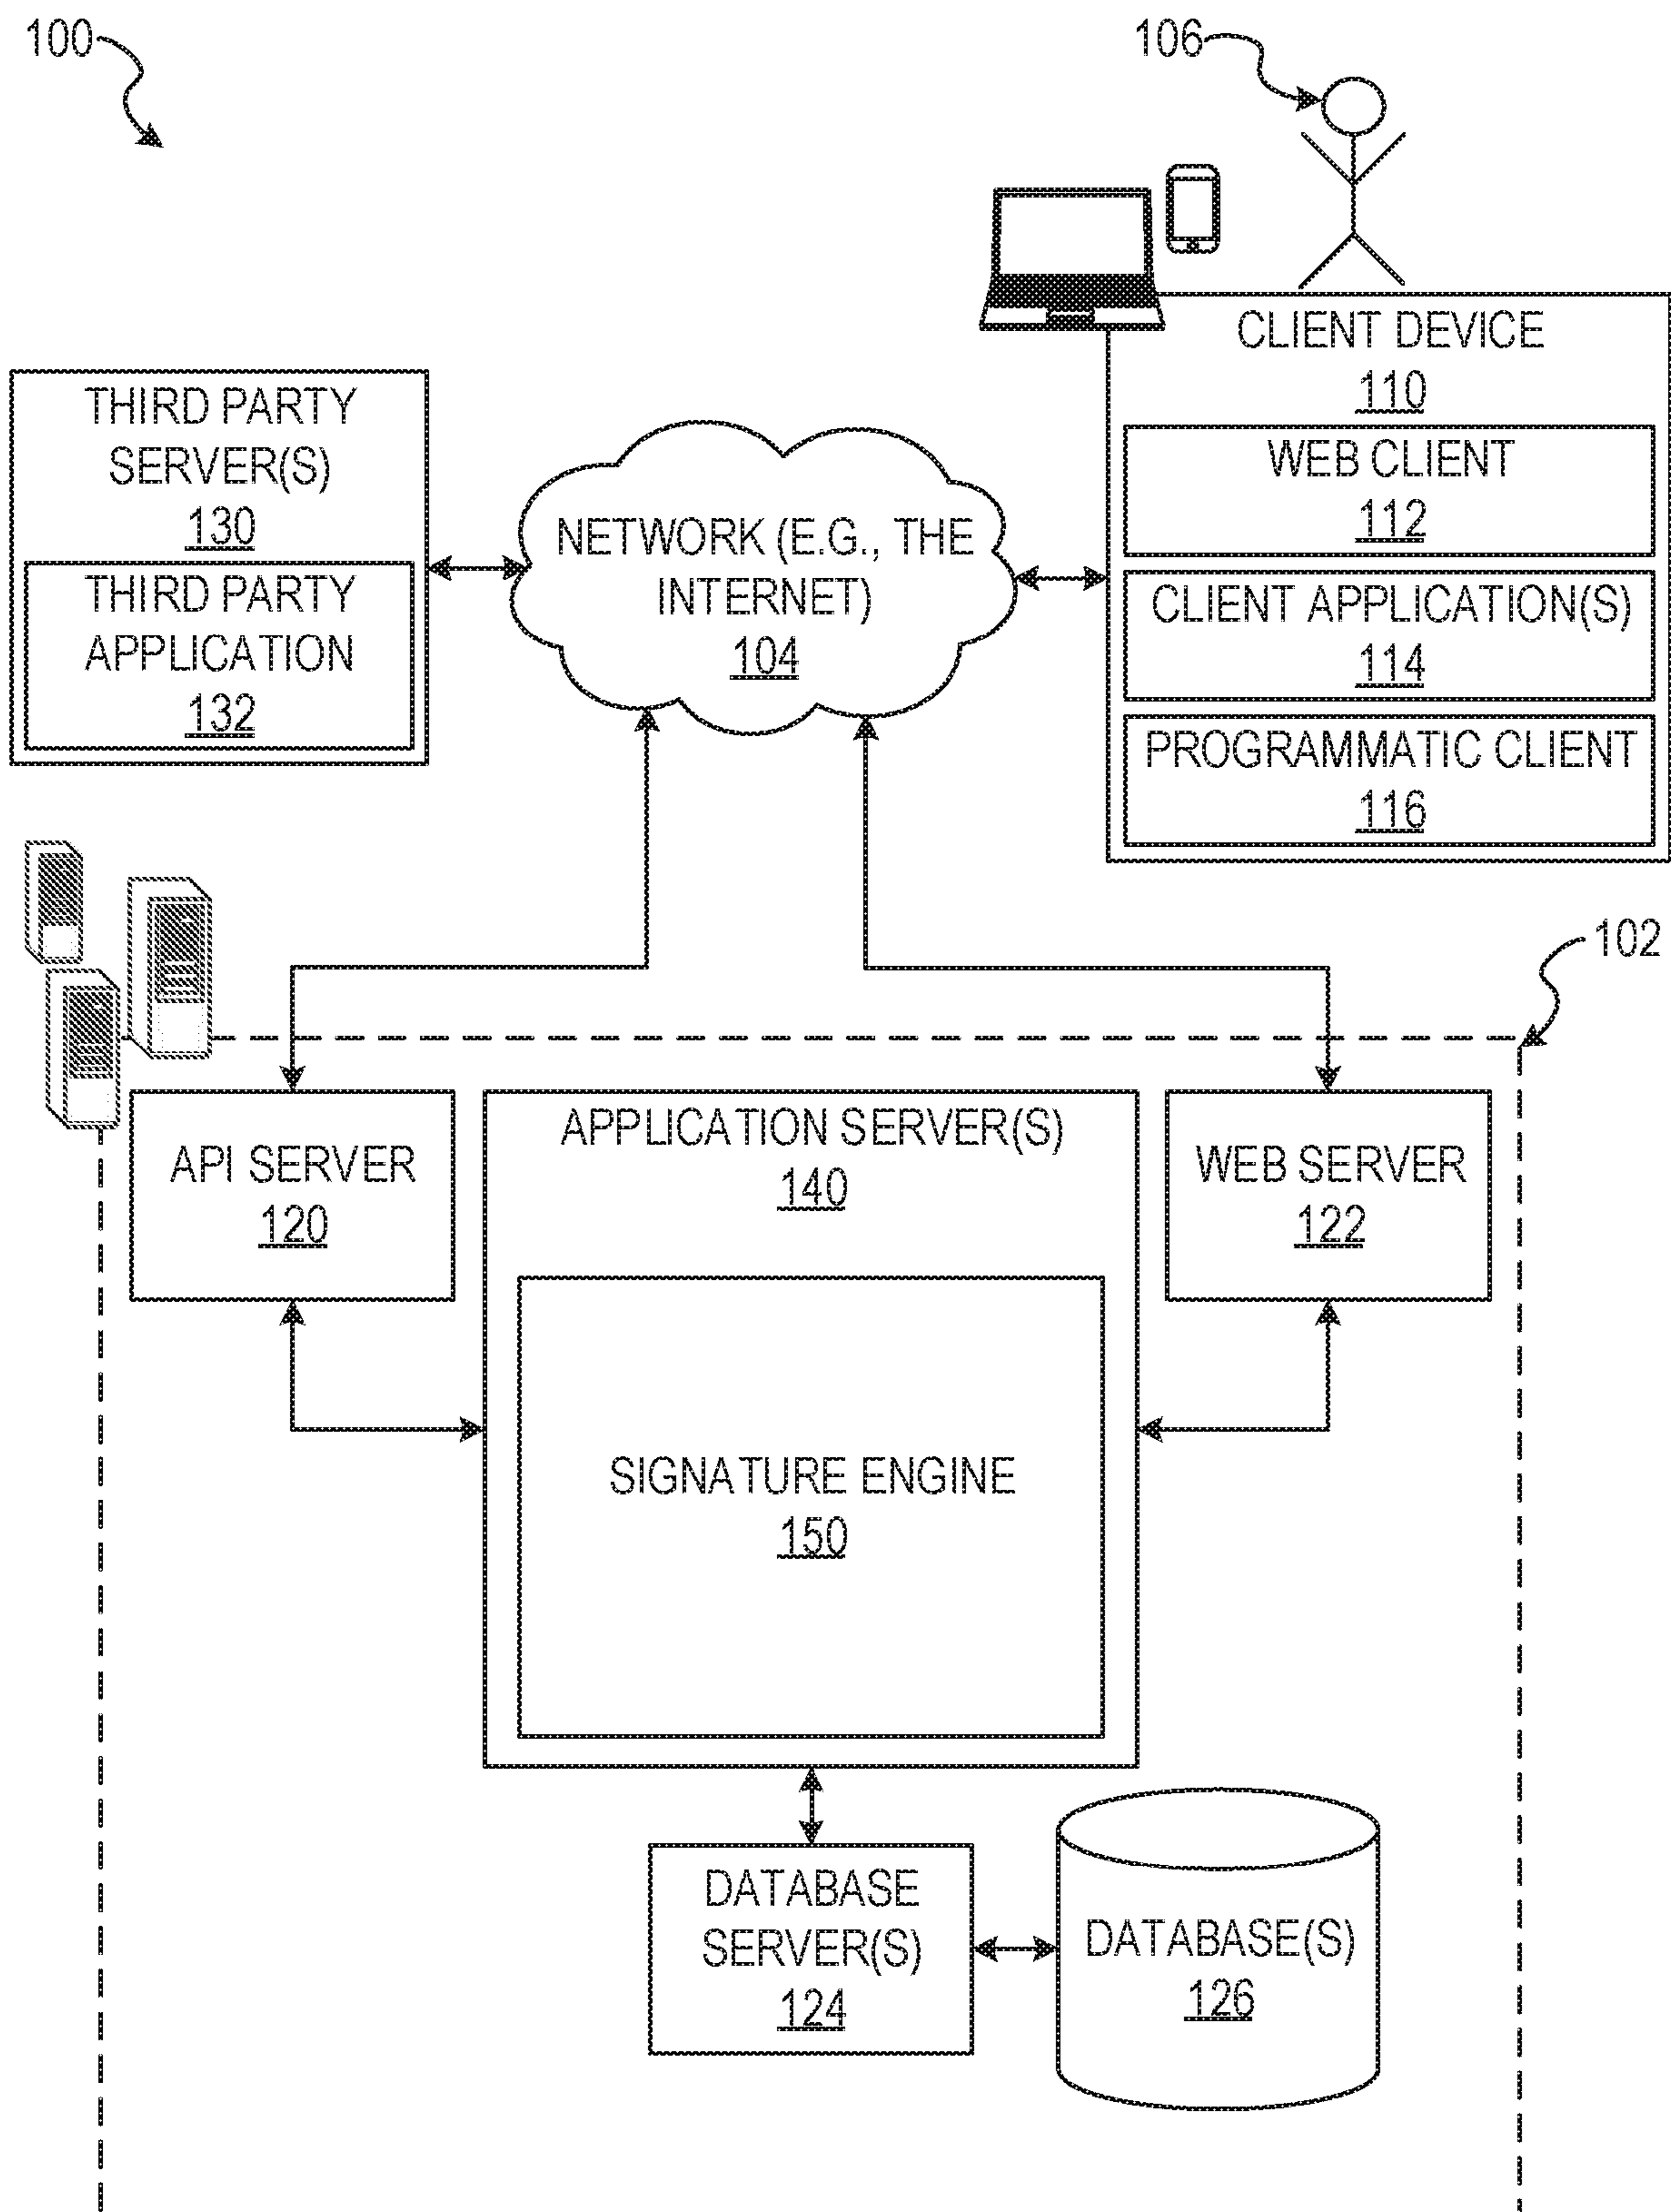 100
106
CLIENT DEVICE
110
WEB CLIENT
112
CLIENT APPLICATION(S)
114
PROGRAMMATIC CLIENT
116
THIRD PARTY
SERVER(S)
130
THIRD PARTY
APPLICATION
132
NETWORK (E.G., THE
INTERNET)
104
102
API SERVER
120
APPLICATION SERVER(S)
140
WEB SERVER
122
SIGNATURE ENGINE
150
DATABASE
SERVER(S)
124
DATABASE(S)
126